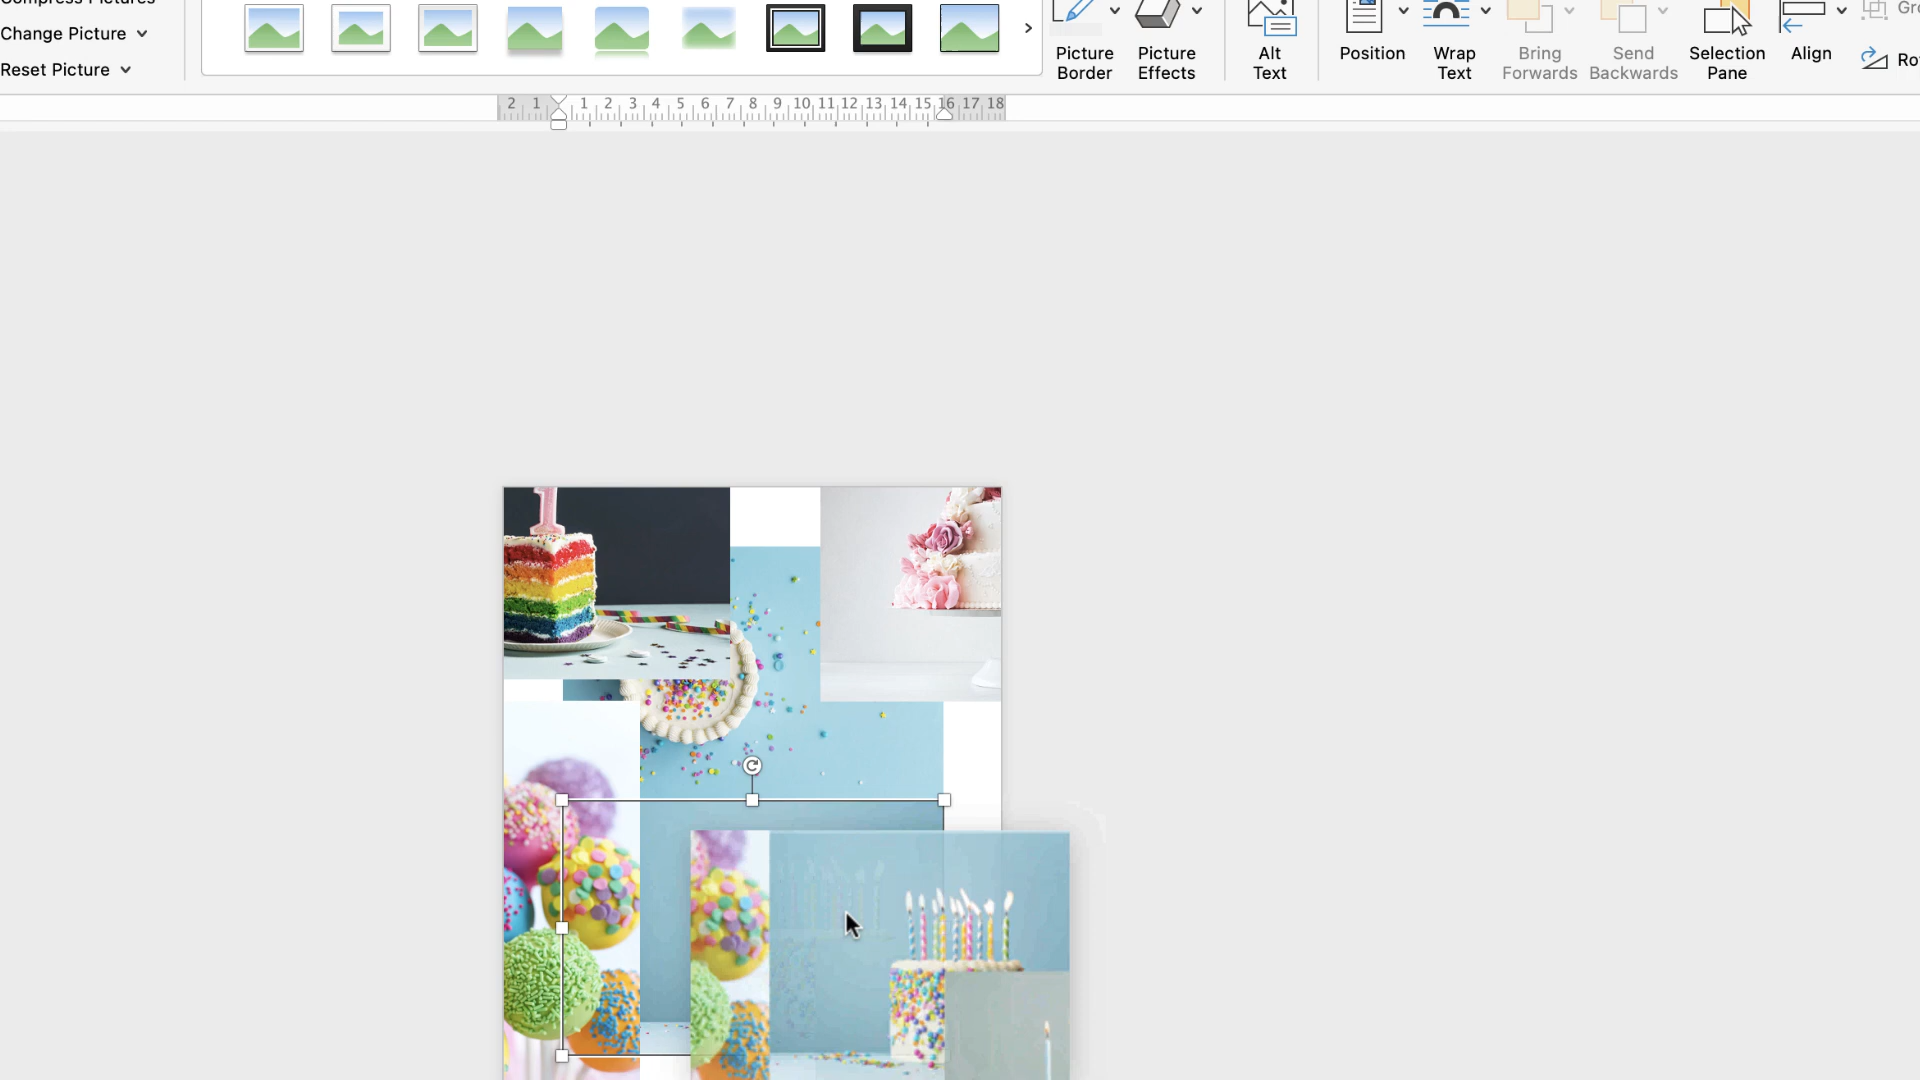 Compress Pictures
Change Picture
Reset Picture
Picture Border
Picture Effects
Alt Text
Position
Wrap Text
Bring Forwards
Send Backwards
Selection Pane
Align
2 1 1 2 3 4 5 6 7 8 9 10 11 12 13 14 15 16 17 18